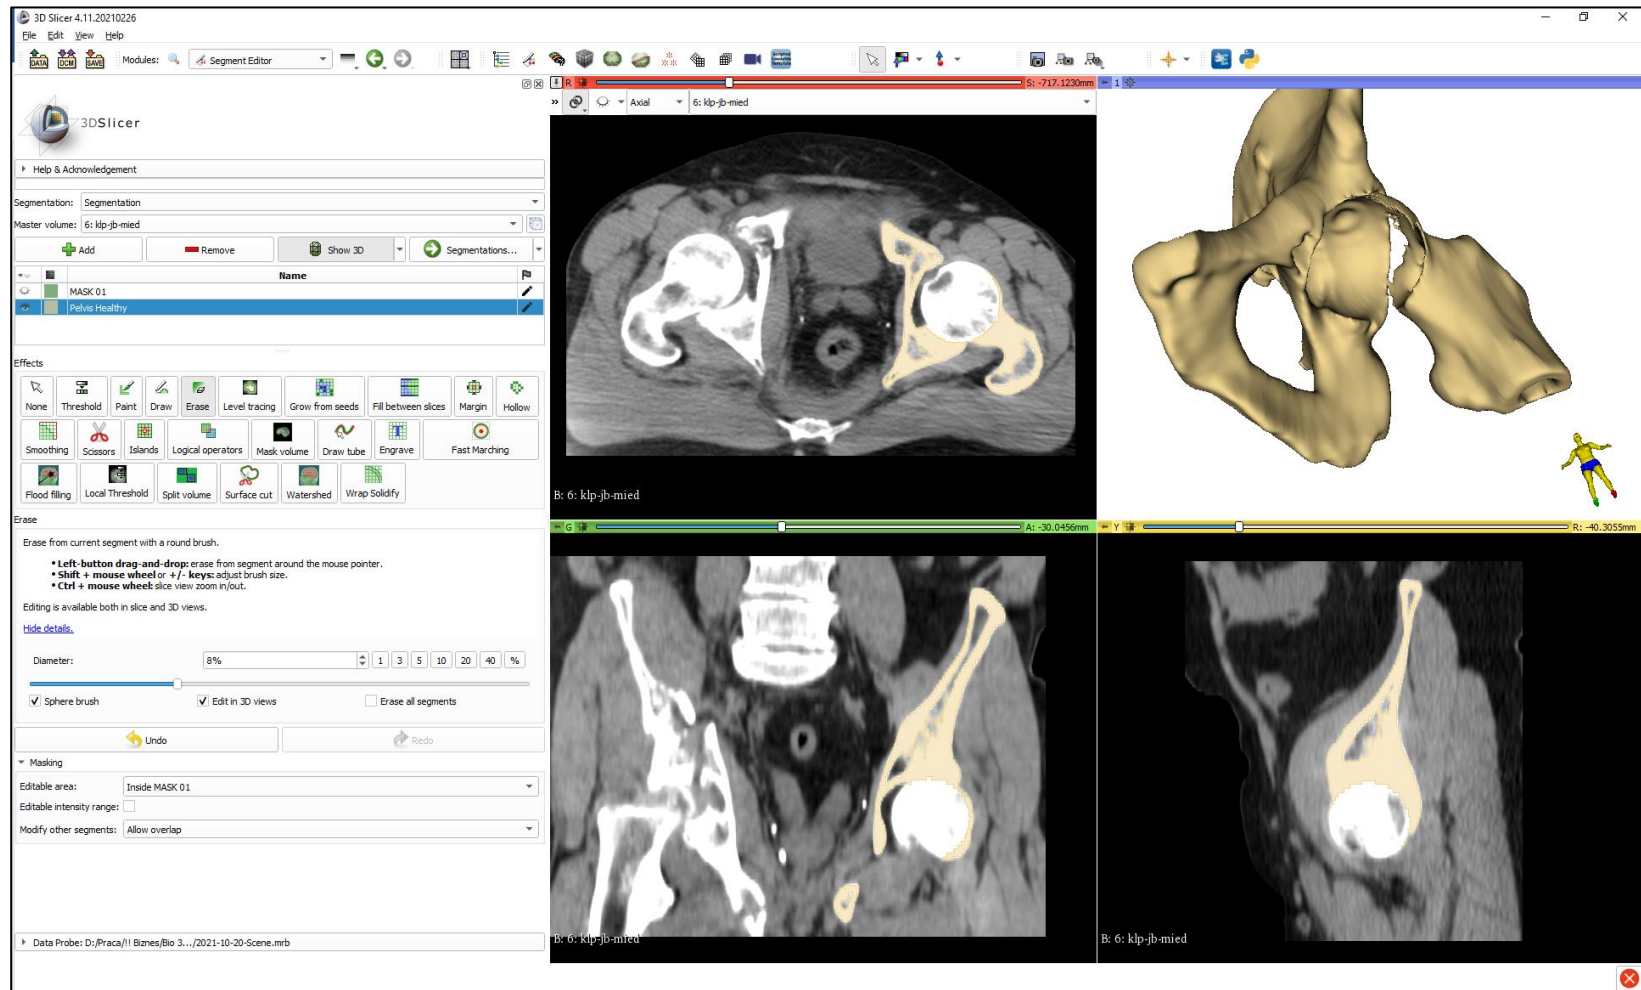 3D Slicer 4.11.20210226
File Edit View Help
DATA DCM SAVE Modules: Segment Editor
R S: -717.1230mm 1
Axial 6: klp-jb-mied
3DSlicer
Help & Acknowledgement
Segmentation: Segmentation
Master volume: 6: klp-jb-mied
Add Remove Show 3D Segmentations...
Name
MASK 01
Pelvis Healthy
Effects
None Threshold Paint Draw Erase Level tracing Grow from seeds Fill between slices Margin Hollow
Smoothing Scissors Islands Logical operators Mask volume Draw tube Engrave Fast Marching
Flood filling Local Threshold Split volume Surface cut Watershed Wrap Solidify
B: 6: klp-jb-mied
G A: -30.0456mm Y R: -40.3055mm
Erase
Erase from current segment with a round brush.
• Left-button drag-and-drop: erase from segment around the mouse pointer.
• Shift + mouse wheel or +/- keys: adjust brush size.
• Ctrl + mouse wheel: slice view zoom in/out.
Editing is available both in slice and 3D views.
Hide details.
Diameter: 8% 1 3 5 10 20 40 %
Sphere brush Edit in 3D views Erase all segments
Undo Redo
Masking
Editable area: Inside MASK 01
Editable intensity range:
Modify other segments: Allow overlap
Data Probe: D:/Praca/!! Biznes/Bio 3.../2021-10-20-Scene.mrb
B: 6: klp-jb-mied B: 6: klp-jb-mied